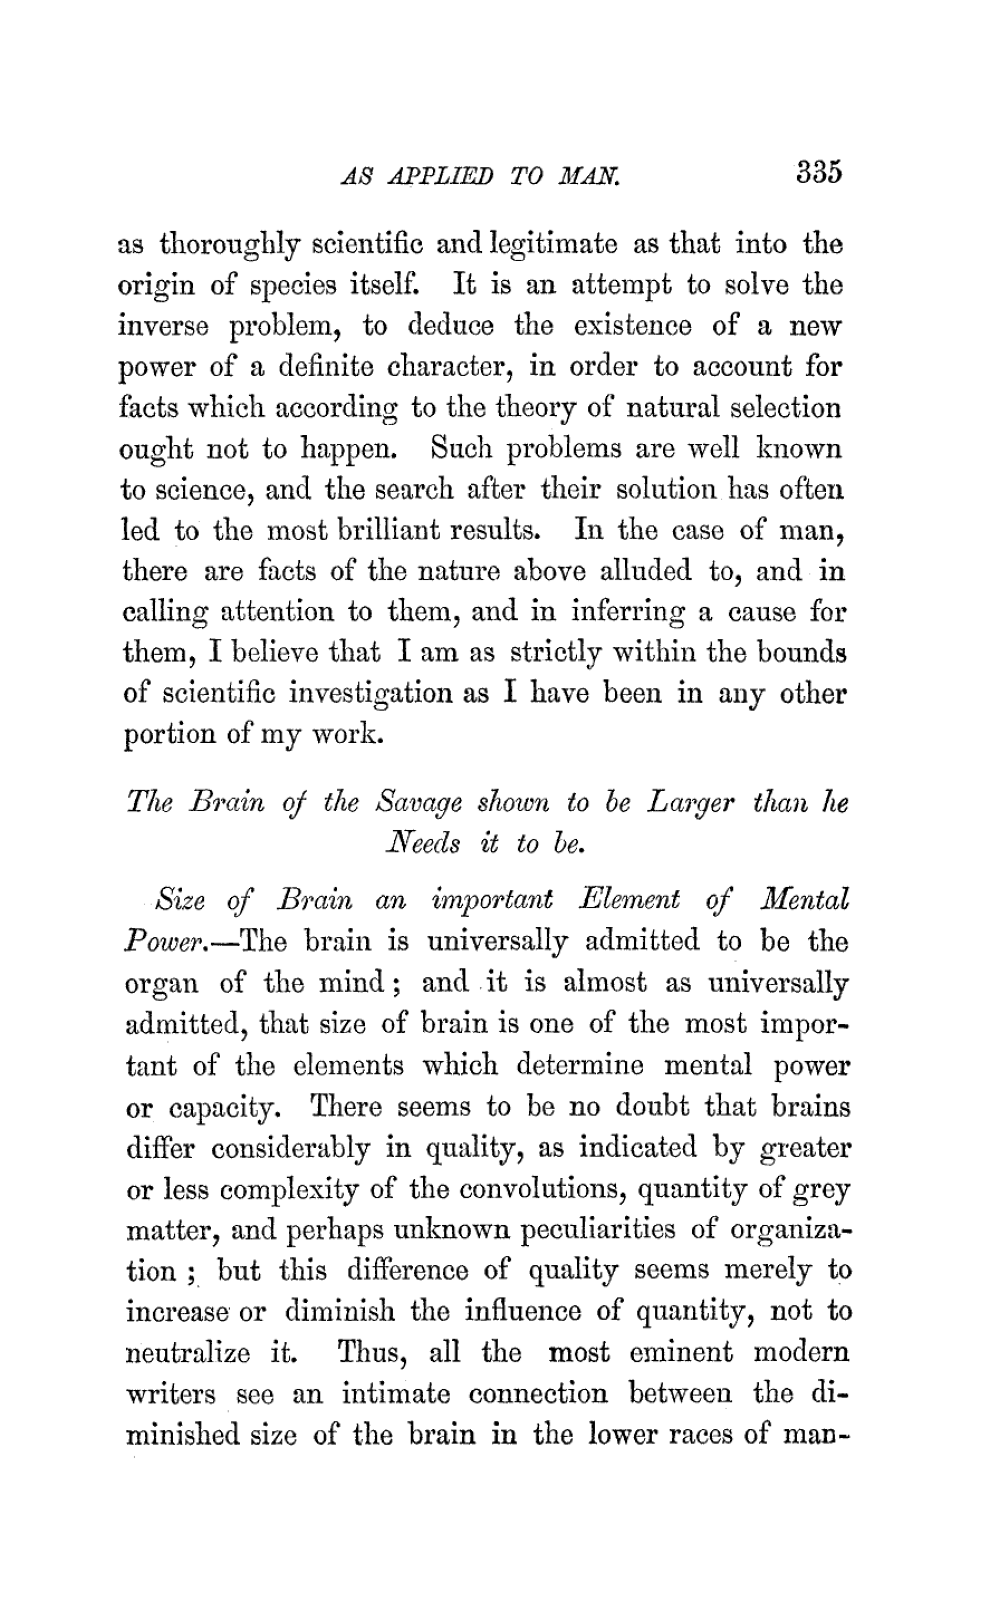 AS APPLIED TO MAN. 335
as thoroughly scientific and legitimate as that into the
origin of species itself. It is an attempt to solve the
inverse problem, to deduce the existence of a new
power of a definite character, in order to account for
facts which according to the theory of natural selection
ought not to happen. Such problems are well known
to science, and the search after their solution has often
led to the most brilliant results. In the case of man,
there are facts of the nature above alluded to, and in
calling attention to them, and in inferring a cause for
them, I believe that I am as strictly within the bounds
of scientific investigation as I have been in any other
portion of my work.
The Brain of the Savage shown to be Larger than he
Needs it to be.
Size of Brain an important Element of Mental
Power.—The brain is universally admitted to be the
organ of the mind; and it is almost as universally
admitted, that size of brain is one of the most impor-
tant of the elements which determine mental power
or capacity. There seems to be no doubt that brains
differ considerably in quality, as indicated by greater
or less complexity of the convolutions, quantity of grey
matter, and perhaps unknown peculiarities of organiza-
tion; but this difference of quality seems merely to
increase or diminish the influence of quantity, not to
neutralize it. Thus, all the most eminent modern
writers see an intimate connection between the di-
minished size of the brain in the lower races of man-